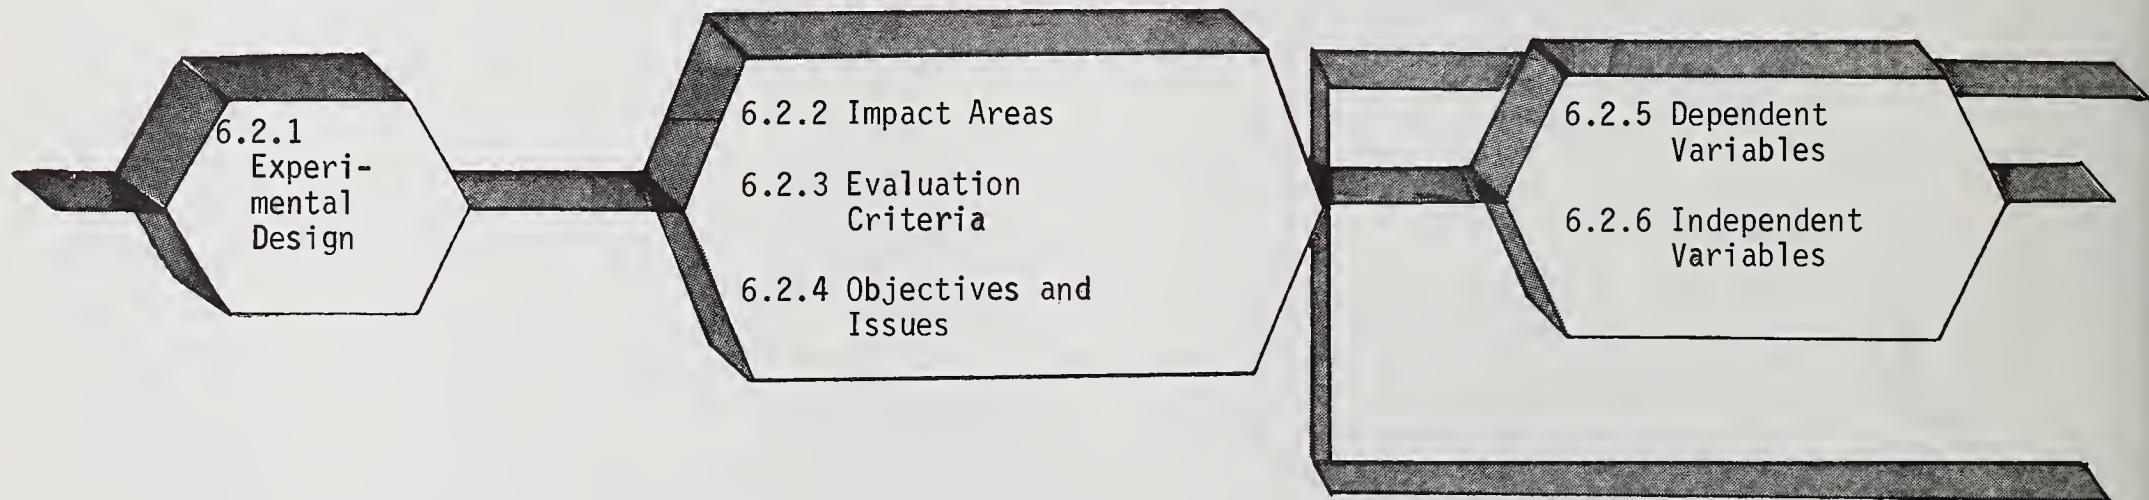 6.2.1
Experi-
mental
Design
6.2.2 Impact Areas
6.2.3 Evaluation
Criteria
6.2.4 Objectives and
Issues
6.2.5 Dependent
Variables
6.2.6 Independent
Variables